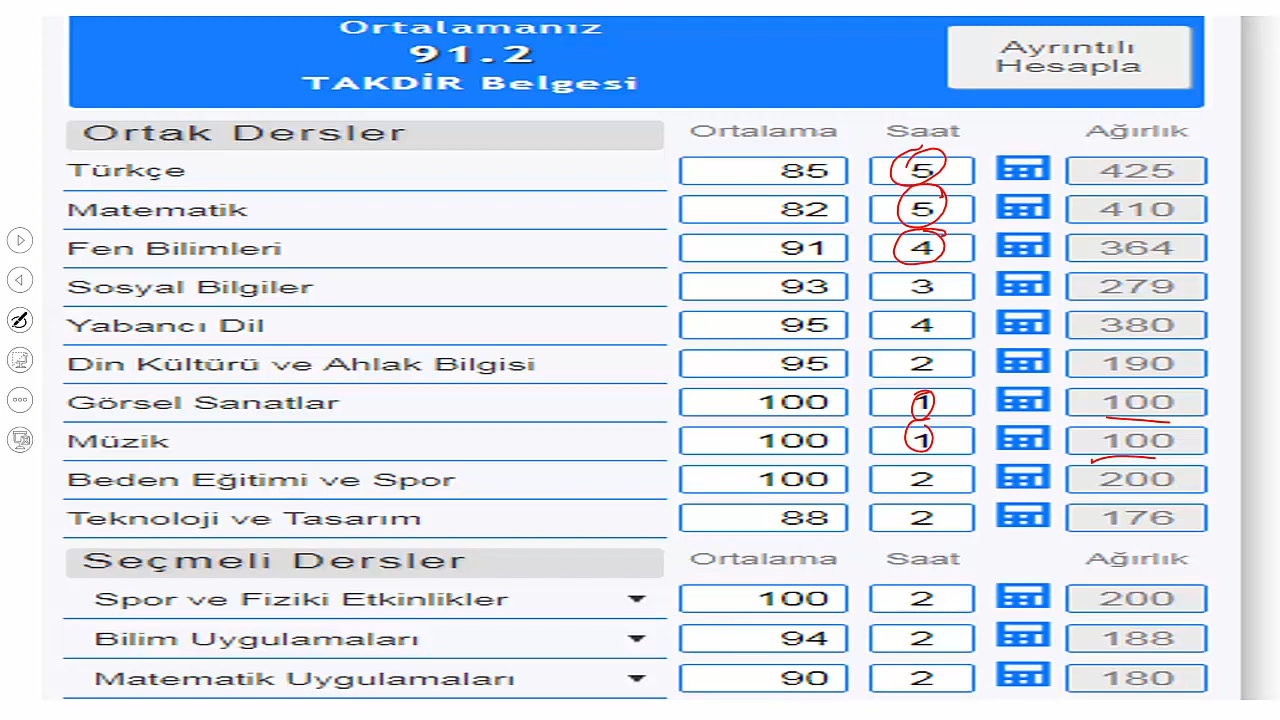 Ortalamanız
91.2
TAKDİR Belgesi
Ayrıntılı
Hesapla
Ortak Dersler Ortalama Saat Ağırlık
Türkçe 85 5 425
Matematik 82 5 410
Fen Bilimleri 91 4 364
Sosyal Bilgiler 93 3 279
Yabancı Dil 95 4 380
Din Kültürü ve Ahlak Bilgisi 95 2 190
Görsel Sanatlar 100 1 100
Müzik 100 1 100
Beden Eğitimi ve Spor 100 2 200
Teknoloji ve Tasarım 88 2 176
Seçmeli Dersler Ortalama Saat Ağırlık
Spor ve Fiziki Etkinlikler 100 2 200
Bilim Uygulamaları 94 2 188
Matematik Uygulamaları 90 2 180